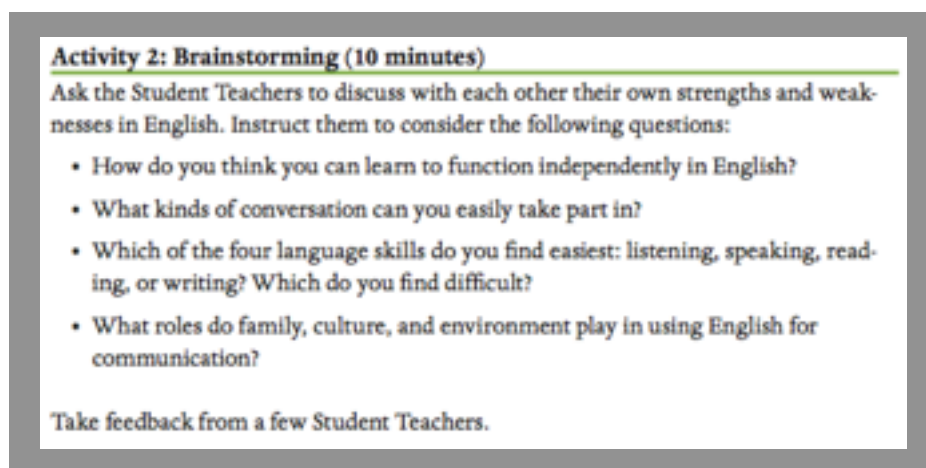 Activity 2: Brainstorming (10 minutes)
Ask the Student Teachers to discuss with each other their own strengths and weak-
nesses in English. Instruct them to consider the following questions:
• How do you think you can learn to function independently in English?
• What kinds of conversation can you easily take part in?
• Which of the four language skills do you find easiest: listening, speaking, read-
ing, or writing? Which do you find difficult?
• What roles do family, culture, and environment play in using English for
communication?
Take feedback from a few Student Teachers.